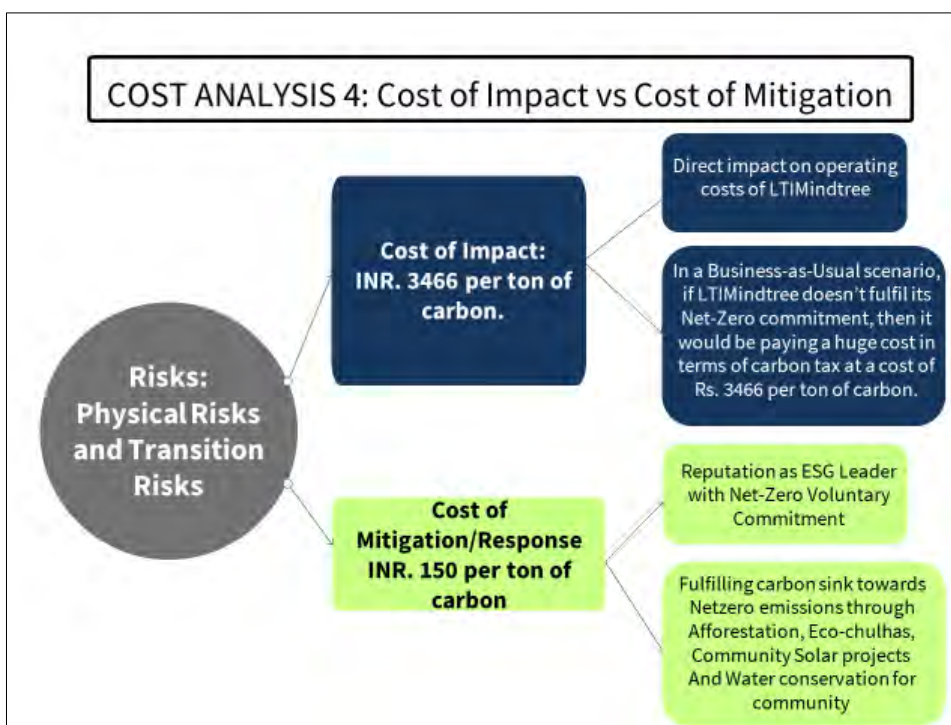 COST ANALYSIS 4: Cost of Impact vs Cost of Mitigation
Direct impact on operating
costs of LTIMindtree
Cost of Impact:
INR. 3466 per ton of
carbon.
In a Business-as-Usual scenario,
if LTIMindtree doesn't fulfil its
Net-Zero commitment, then it
would be paying a huge cost in
terms of carbon tax at a cost of
Rs. 3466 per ton of carbon.
Risks:
Physical Risks
and Transition
Risks
Cost of
Mitigation/Response
INR. 150 per ton of
carbon
Reputation as ESG Leader
with Net-Zero Voluntary
Commitment
Fulfilling carbon sink towards
Netzero emissions through
Afforestation, Eco-chulhas,
Community Solar projects
And Water conservation for
community